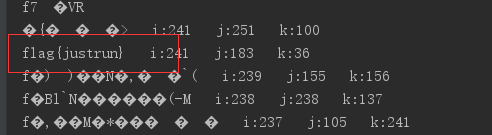 f7 �VR
�{� � �> i:241 j:251 k:100
flag{justrun} i:241 j:183 k:36
f�) )��N�,� �`( i:239 j:155 k:156
f�Bl`N������(-M i:238 j:238 k:137
f�,��M�*��� � � i:237 j:105 k:241